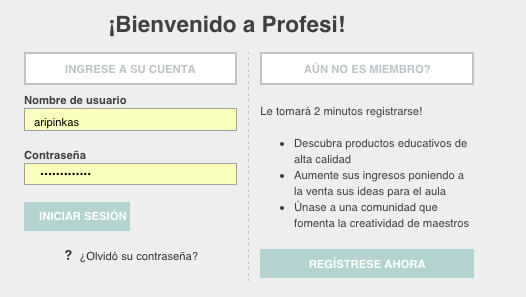 ¡Bienvenido a Profesi!
INGRESE A SU CUENTA
Nombre de usuario
aripinkas
Contraseña
•••••••••••••
INICIAR SESIÓN
? ¿Olvidó su contraseña?
AÚN NO ES MIEMBRO?
Le tomará 2 minutos registrarse!
• Descubra productos educativos de
alta calidad
• Aumente sus ingresos poniendo a
la venta sus ideas para el aula
• Únase a una comunidad que
fomenta la creatividad de maestros
REGÍSTRESE AHORA